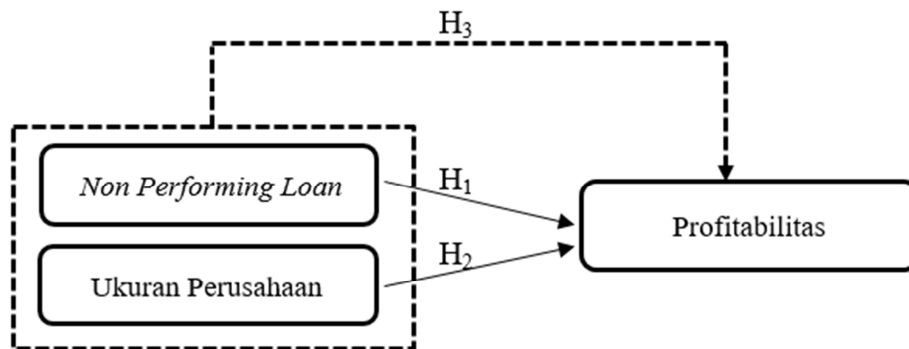 H₃
Non Performing Loan
H₁
Profitabilitas
H₂
Ukuran Perusahaan